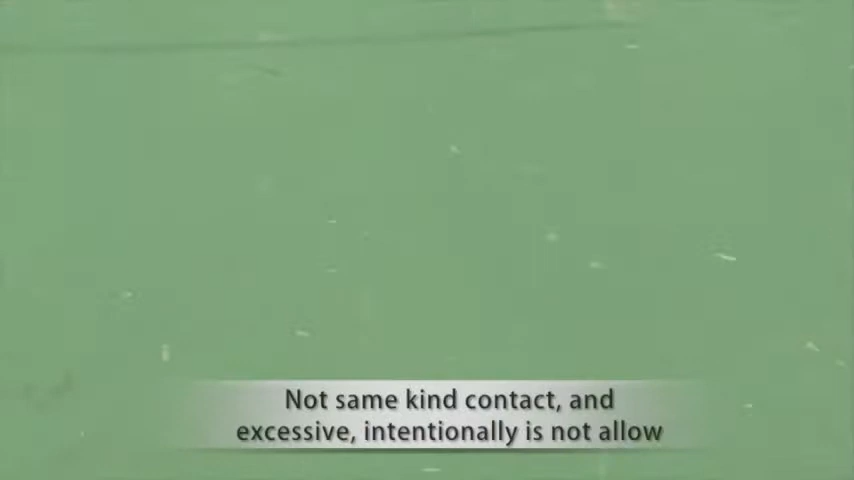 Not same kind contact, and
excessive, intentionally is not allow